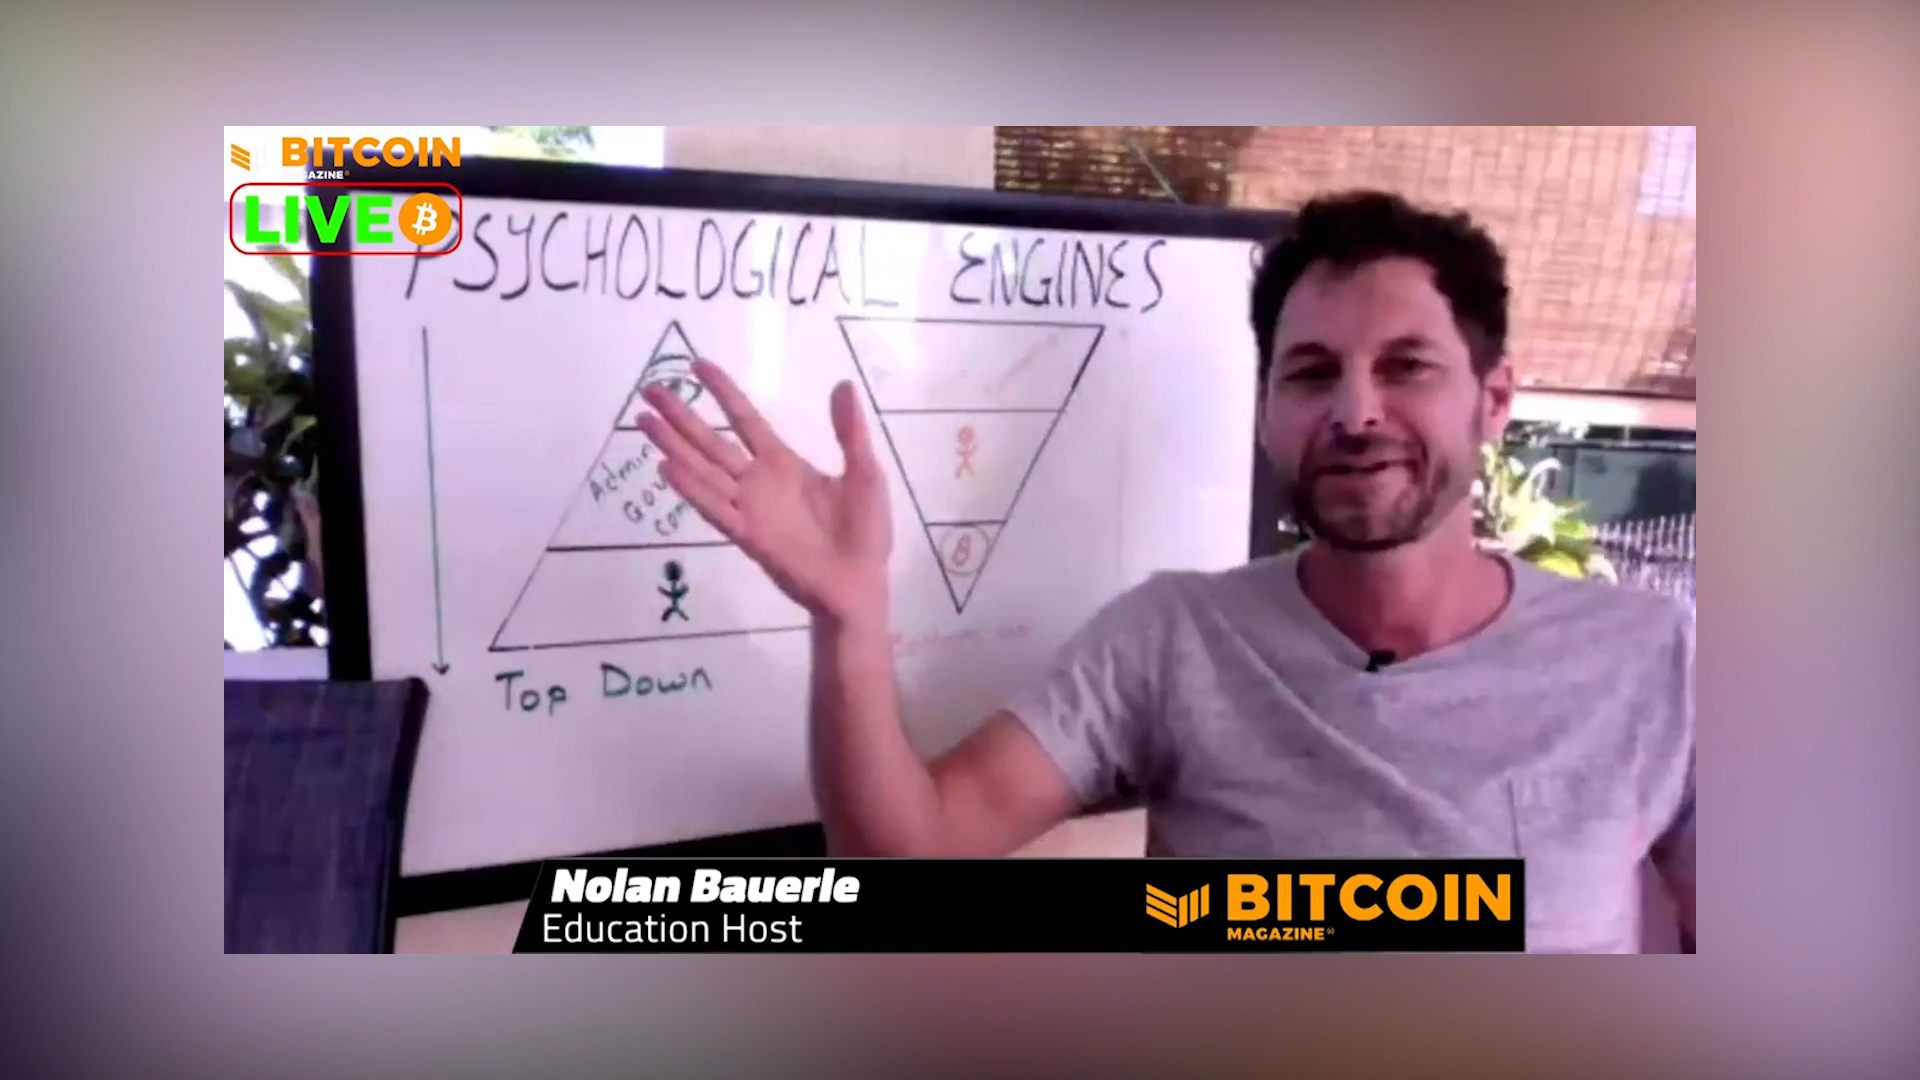 BITCOIN
LIVE
PSYCHOLOGICAL ENGINES
Top Down
Nolan Bauerle
Education Host
BITCOIN
MAGAZINE